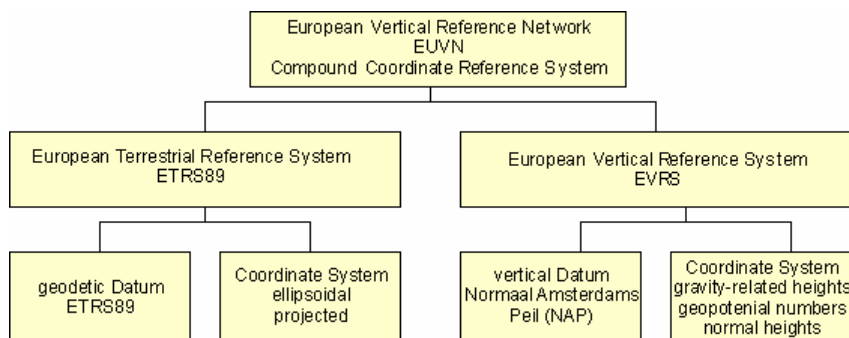 European Vertical Reference Network
EUVN
Compound Coordinate Reference System
European Terrestrial Reference System
ETRS89
European Vertical Reference System
EVRS
geodetic Datum
ETRS89
Coordinate System
ellipsoidal
projected
vertical Datum
Normaal Amsterdams
Peil (NAP)
Coordinate System
gravity-related heights
geopotenial numbers
normal heights